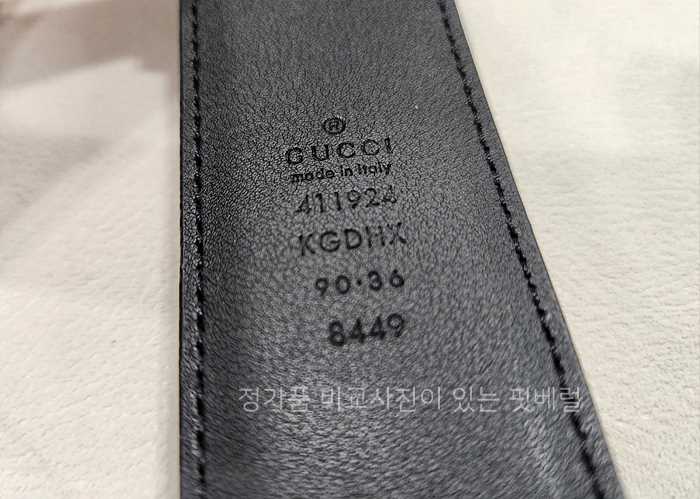 ®
GUCCI
made in italy
411924
KGDHX
90·36
8449
정가품 비교사진이 있는 핏베럴